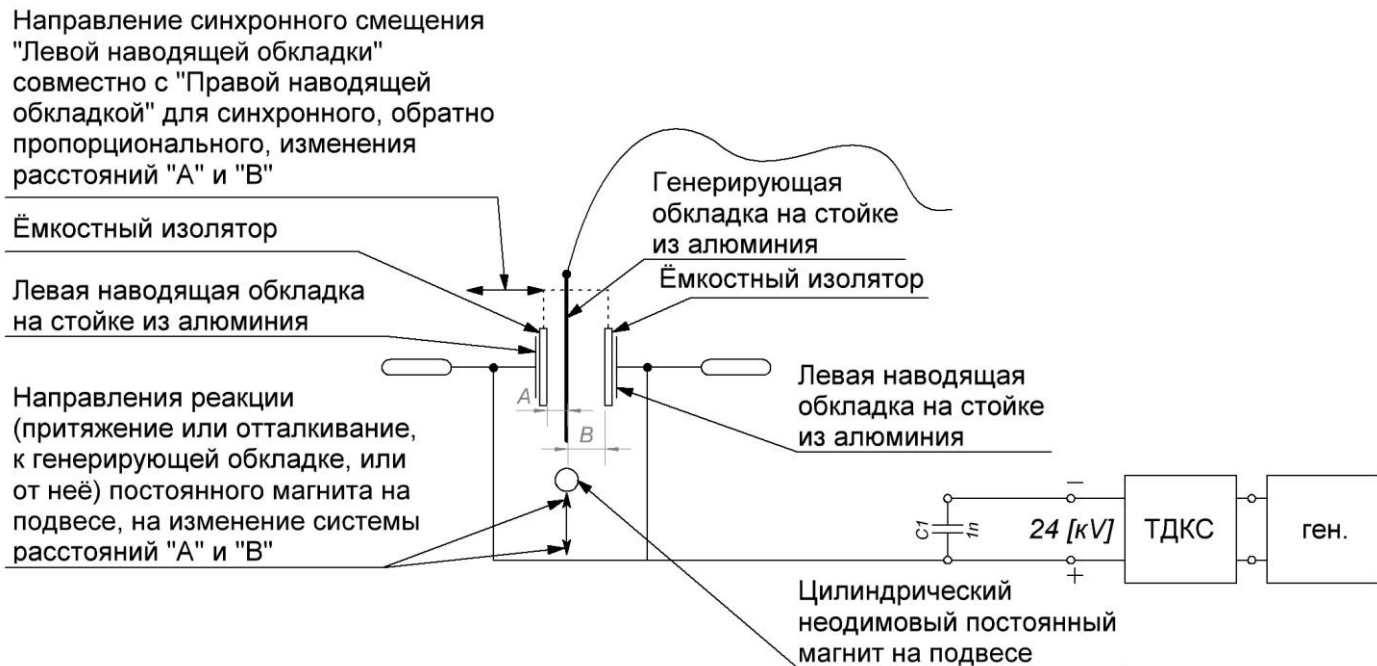 Направление синхронного смещения
"Левой наводящей обкладки"
совместно с "Правой наводящей
обкладкой" для синхронного, обратно
пропорционального, изменения
расстояний "А" и "В"
Ёмкостный изолятор
Левая наводящая обкладка
на стойке из алюминия
Направления реакции
(притяжение или отталкивание,
к генерирующей обкладке, или
от неё) постоянного магнита на
подвесе, на изменение системы
расстояний "А" и "В"
Генерирующая
обкладка на стойке
из алюминия
Ёмкостный изолятор
A
B
Левая наводящая
обкладка на стойке
из алюминия
C1
1n
−
24 [кV]
+
ТДКС
ген.
Цилиндрический
неодимовый постоянный
магнит на подвесе